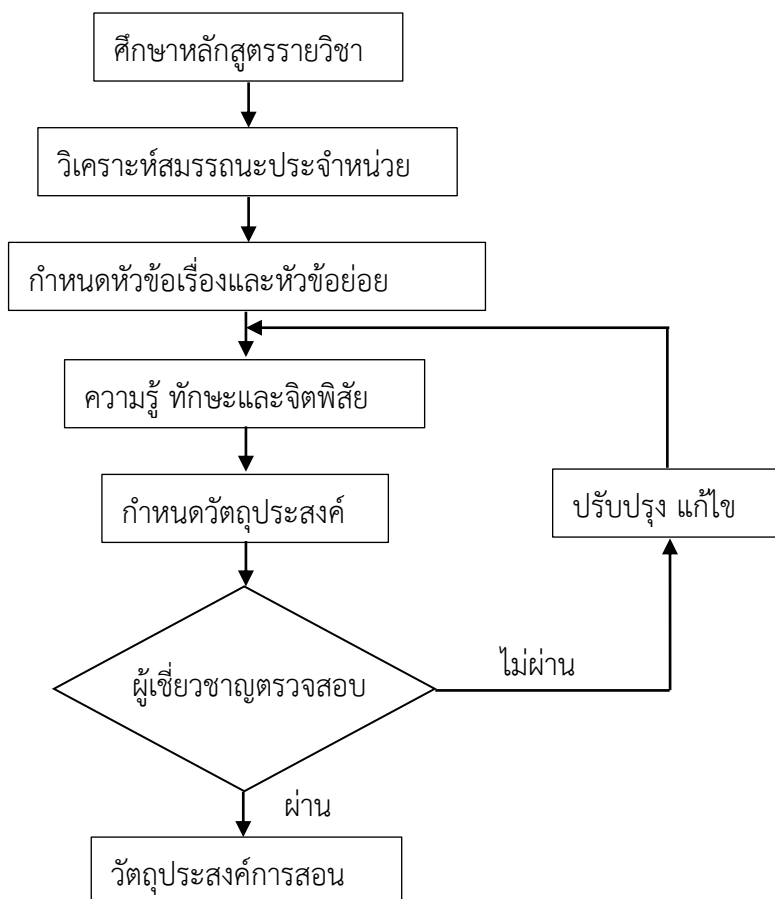 ศึกษาหลักสูตรรายวิชา
วิเคราะห์สมรรถนะประจำหน่วย
กำหนดหัวข้อเรื่องและหัวข้อย่อย
ความรู้ ทักษะและจิตพิสัย
กำหนดวัตถุประสงค์
ปรับปรุง แก้ไข
ผู้เชี่ยวชาญตรวจสอบ
ไม่ผ่าน
ผ่าน
วัตถุประสงค์การสอน